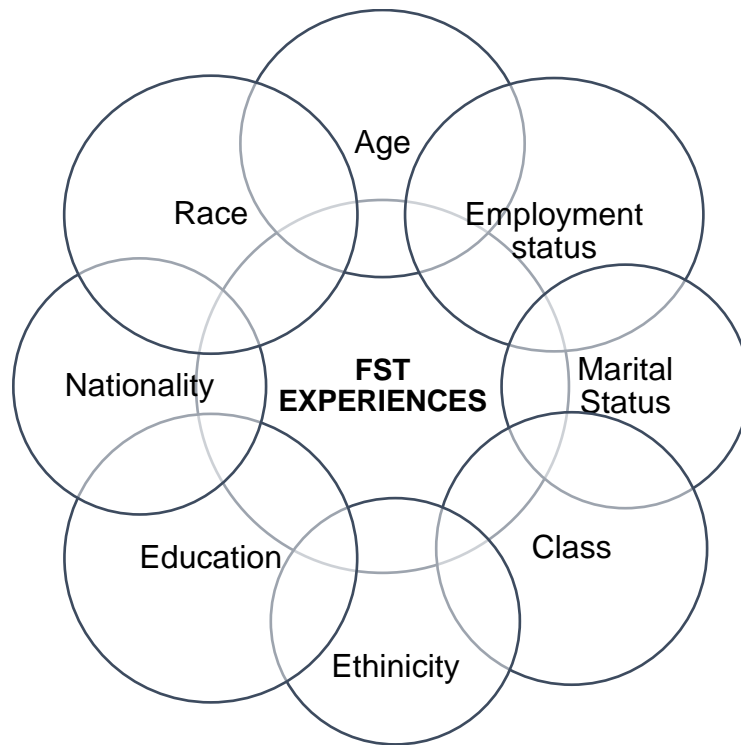 Age
Race
Employment
status
Nationality
FST
EXPERIENCES
Marital
Status
Education
Class
Ethinicity